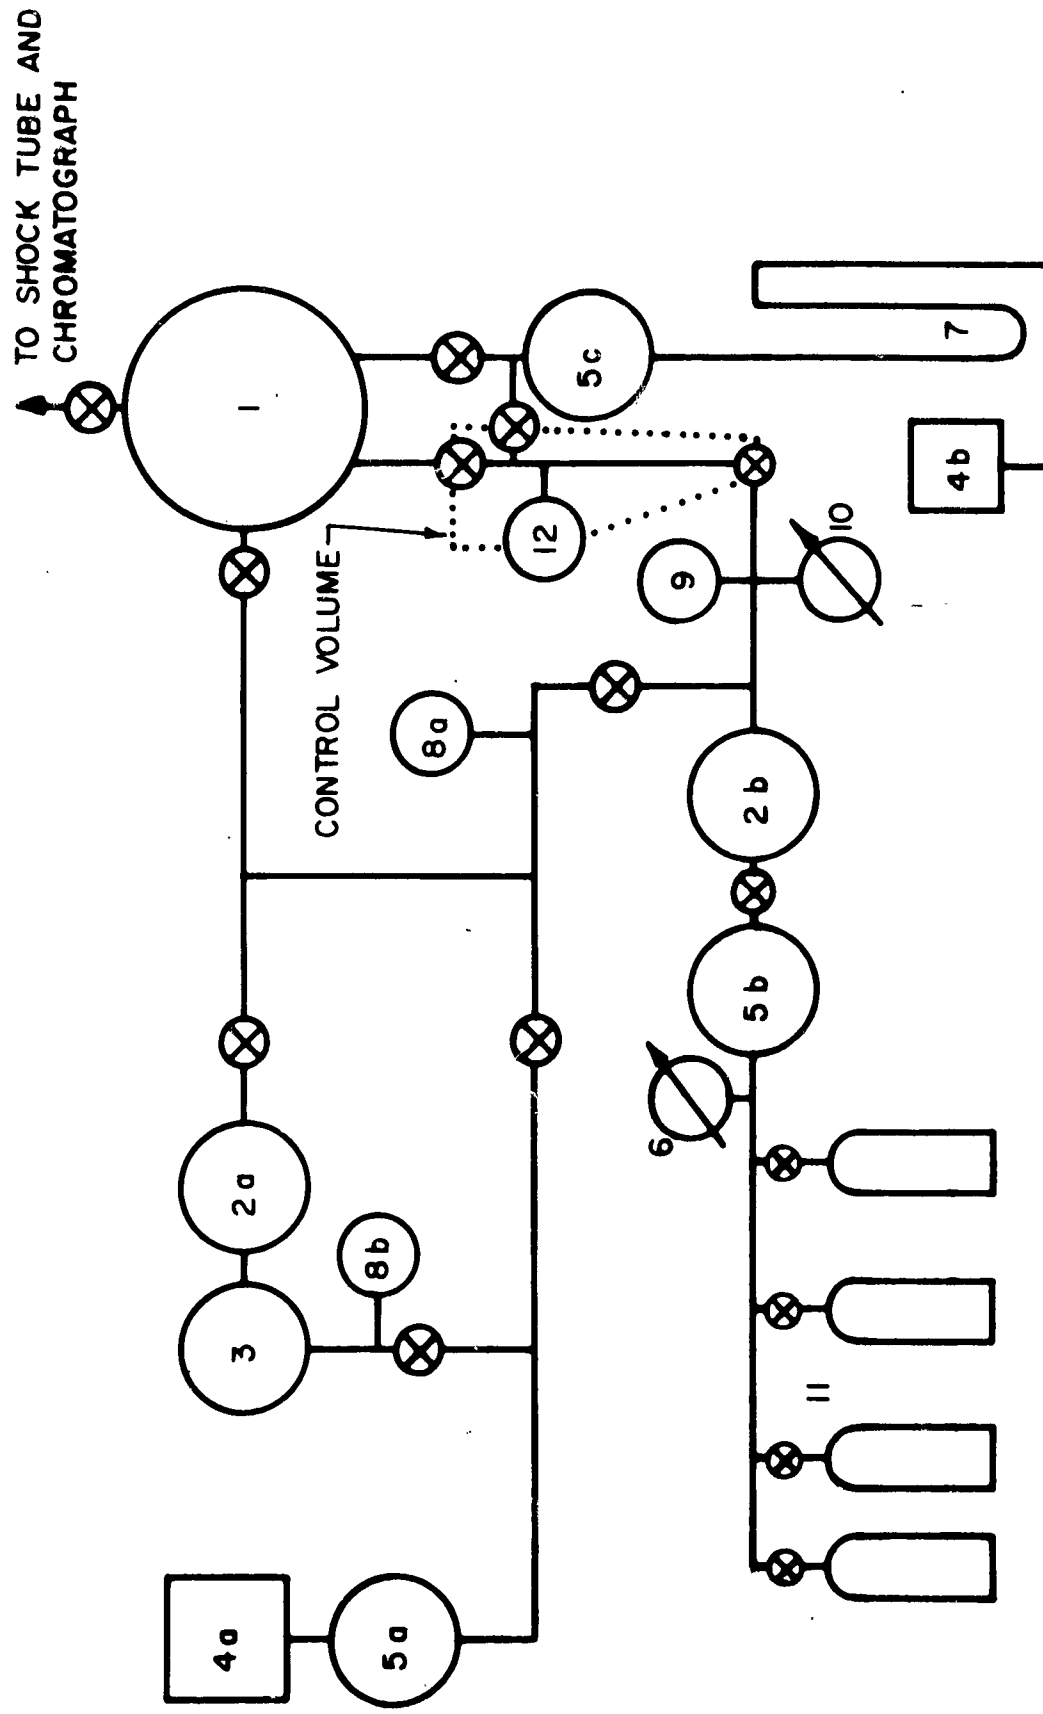 TO SHOCK TUBE AND
CHROMATOGRAPH
1
5c
7
4b
12
CONTROL VOLUME
9
10
8a
2b
5b
6
2a
8b
3
11
4a
5a